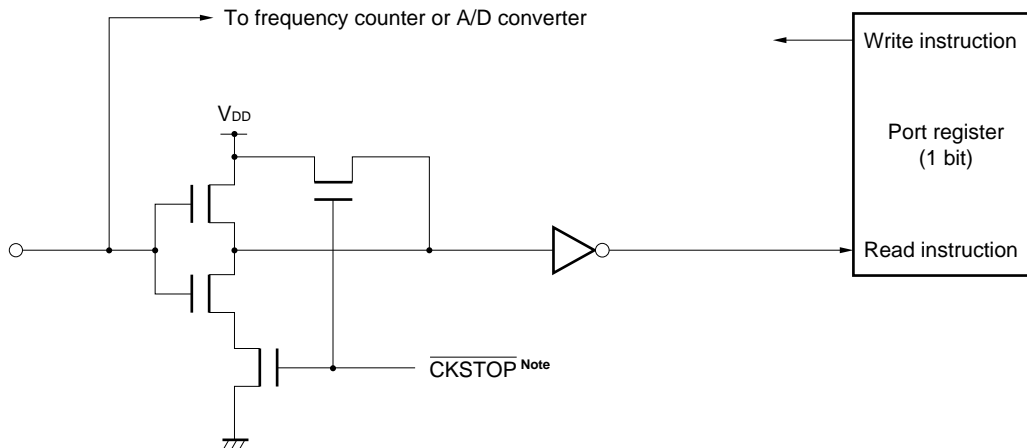 To frequency counter or A/D converter
Write instruction
VDD
Port register
(1 bit)
Read instruction
CKSTOP Note